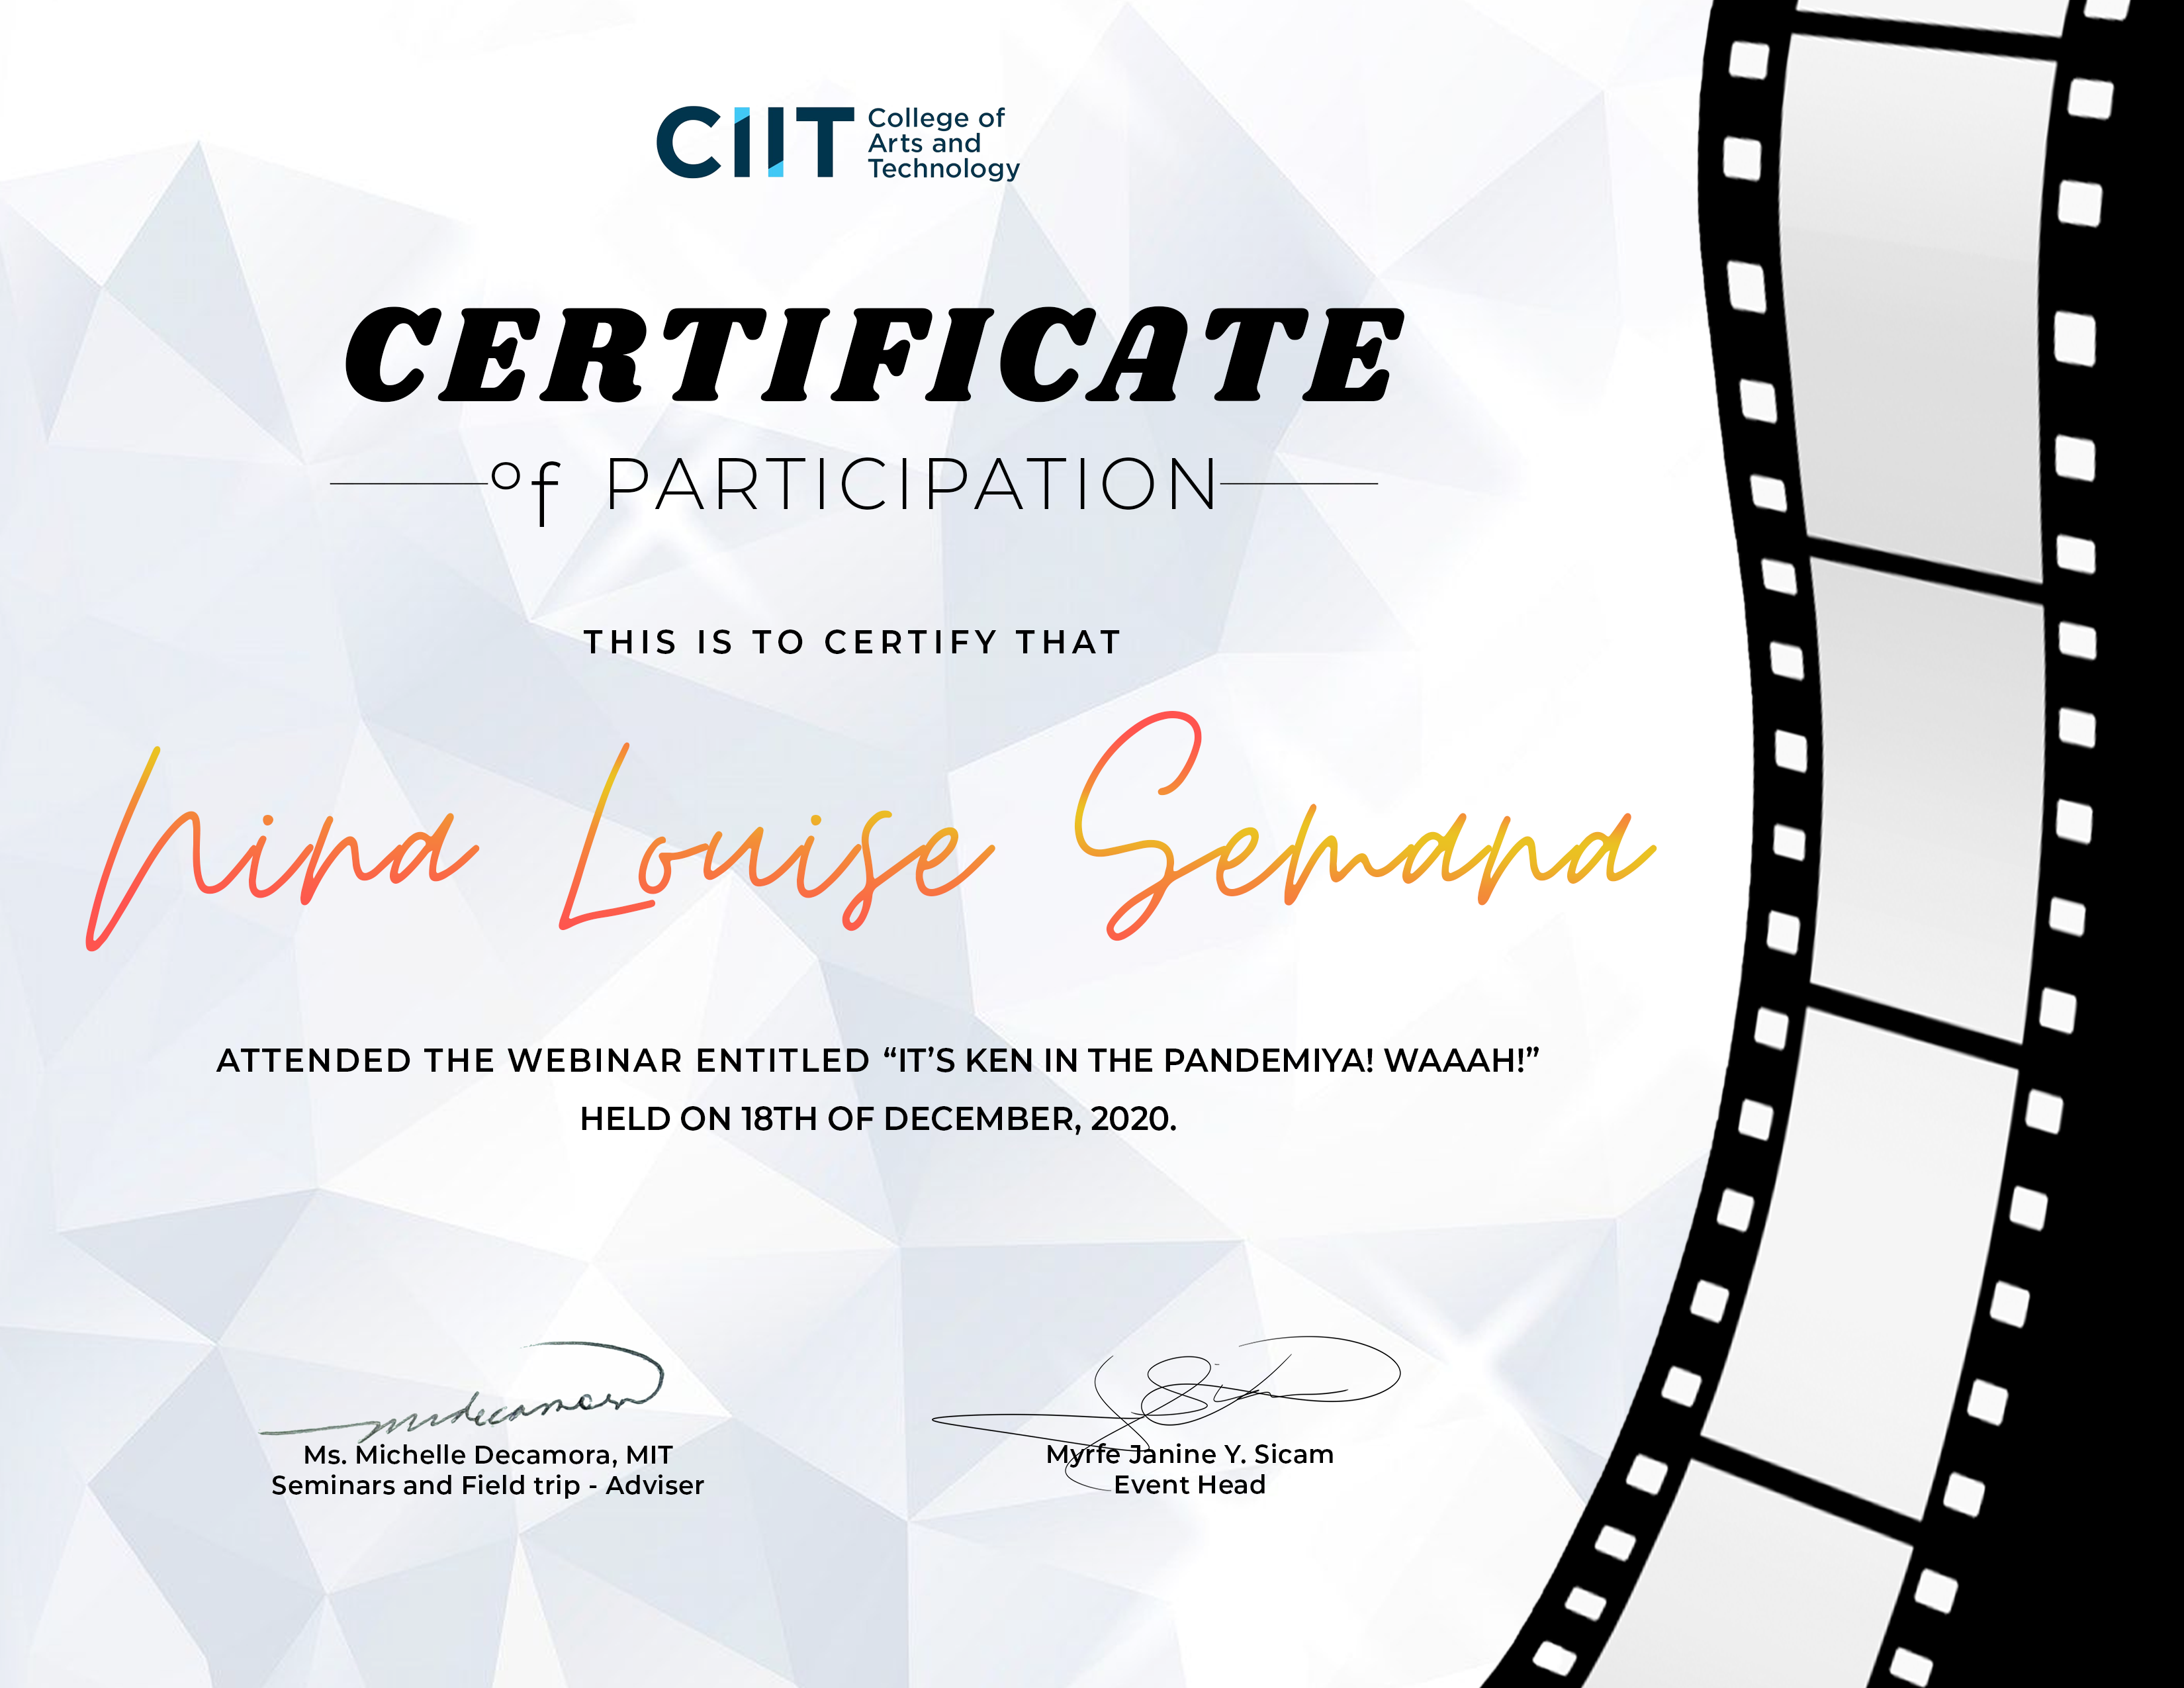 CIIT College of
Arts and
Technology
CERTIFICATE
of PARTICIPATION
THIS IS TO CERTIFY THAT
Nina Louise Semana
ATTENDED THE WEBINAR ENTITLED “IT’S KEN IN THE PANDEMIYA! WAAAH!”
HELD ON 18TH OF DECEMBER, 2020.
Ms. Michelle Decamora, MIT
Seminars and Field trip - Adviser
Myrfe Janine Y. Sicam
Event Head